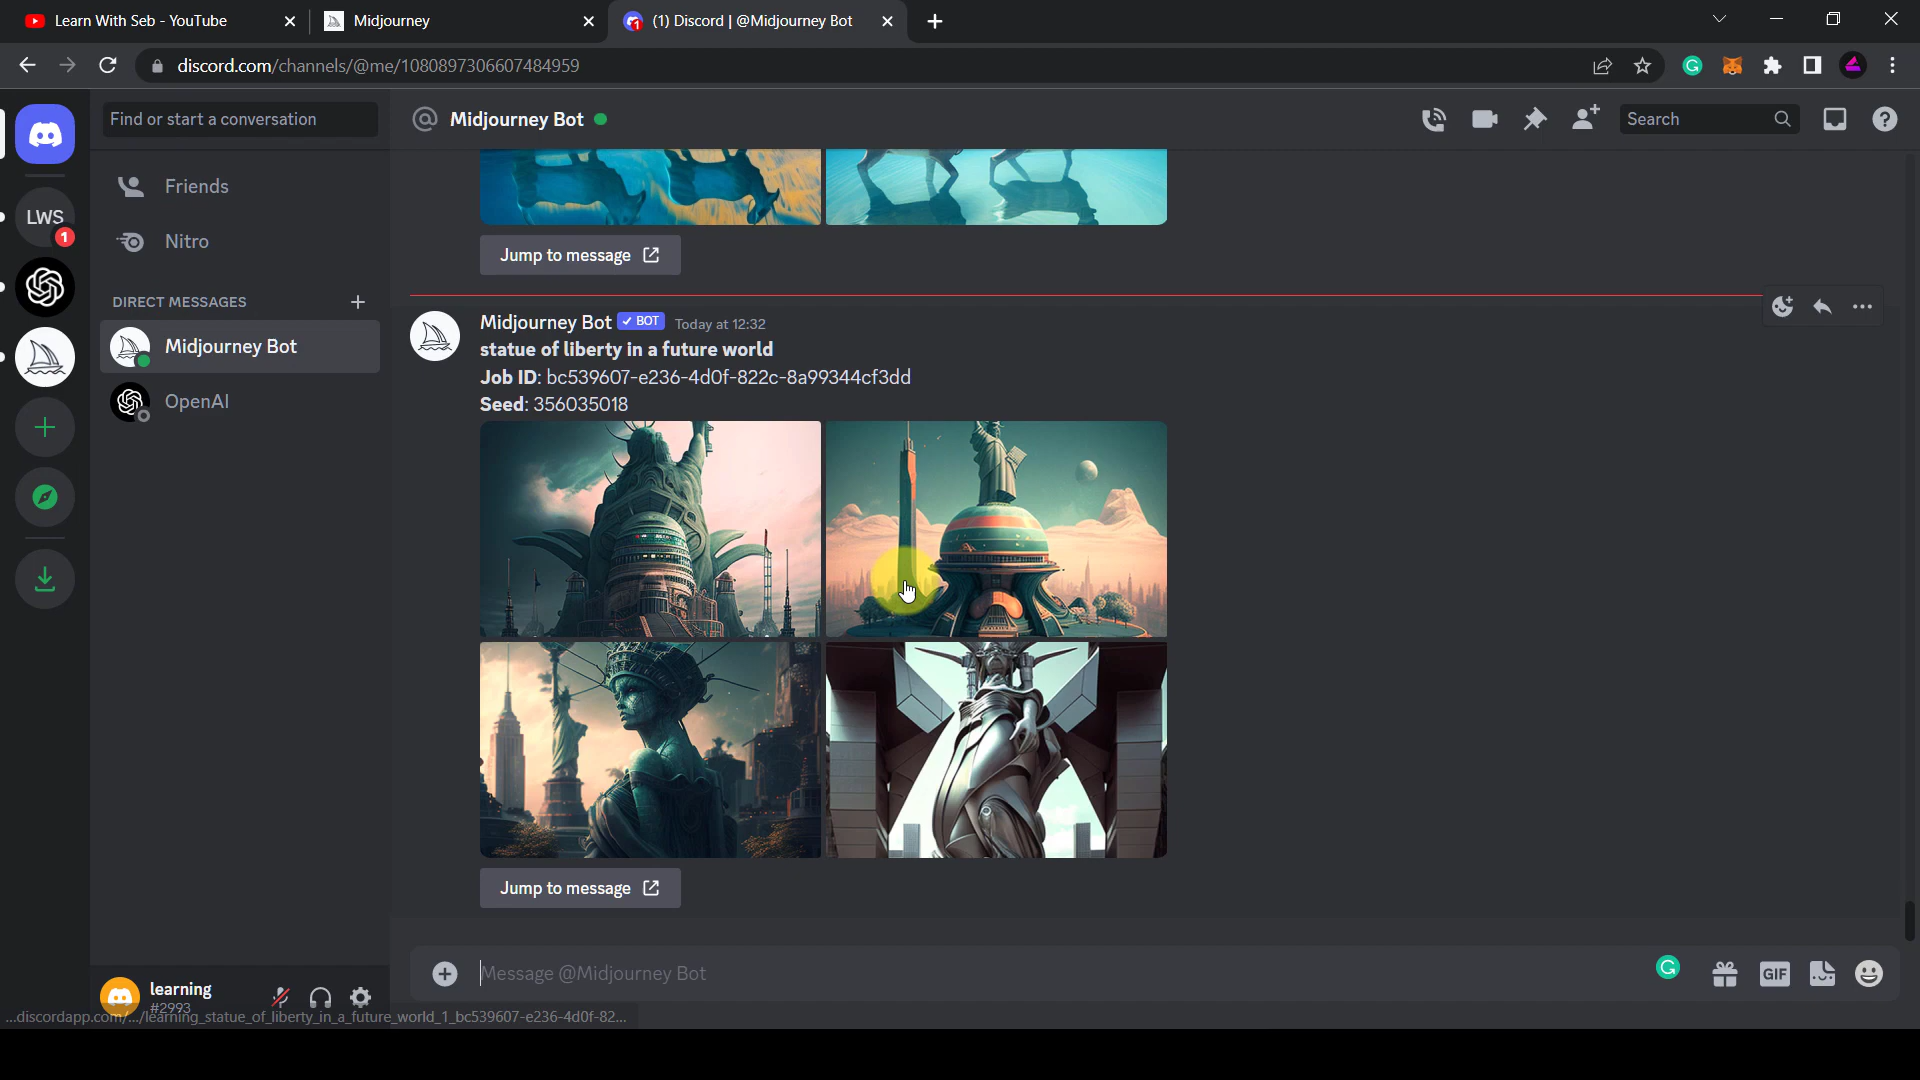 Learn With Seb - YouTube
Midjourney
(1) Discord | @Midjourney Bot
discord.com/channels/@me/1080897306607484959
Find or start a conversation
Midjourney Bot
Search
Friends
LWS
1
Nitro
Jump to message
DIRECT MESSAGES
Midjourney Bot
OpenAI
Midjourney Bot BOT Today at 12:32
statue of liberty in a future world
Job ID: bc539607-e236-4d0f-822c-8a99344cf3dd
Seed: 356035018
Jump to message
Message @Midjourney Bot
GIF
learning
#2993
...discordapp.com/.../learning_statue_of_liberty_in_a_future_world_1_bc539607-e236-4d0f-82...